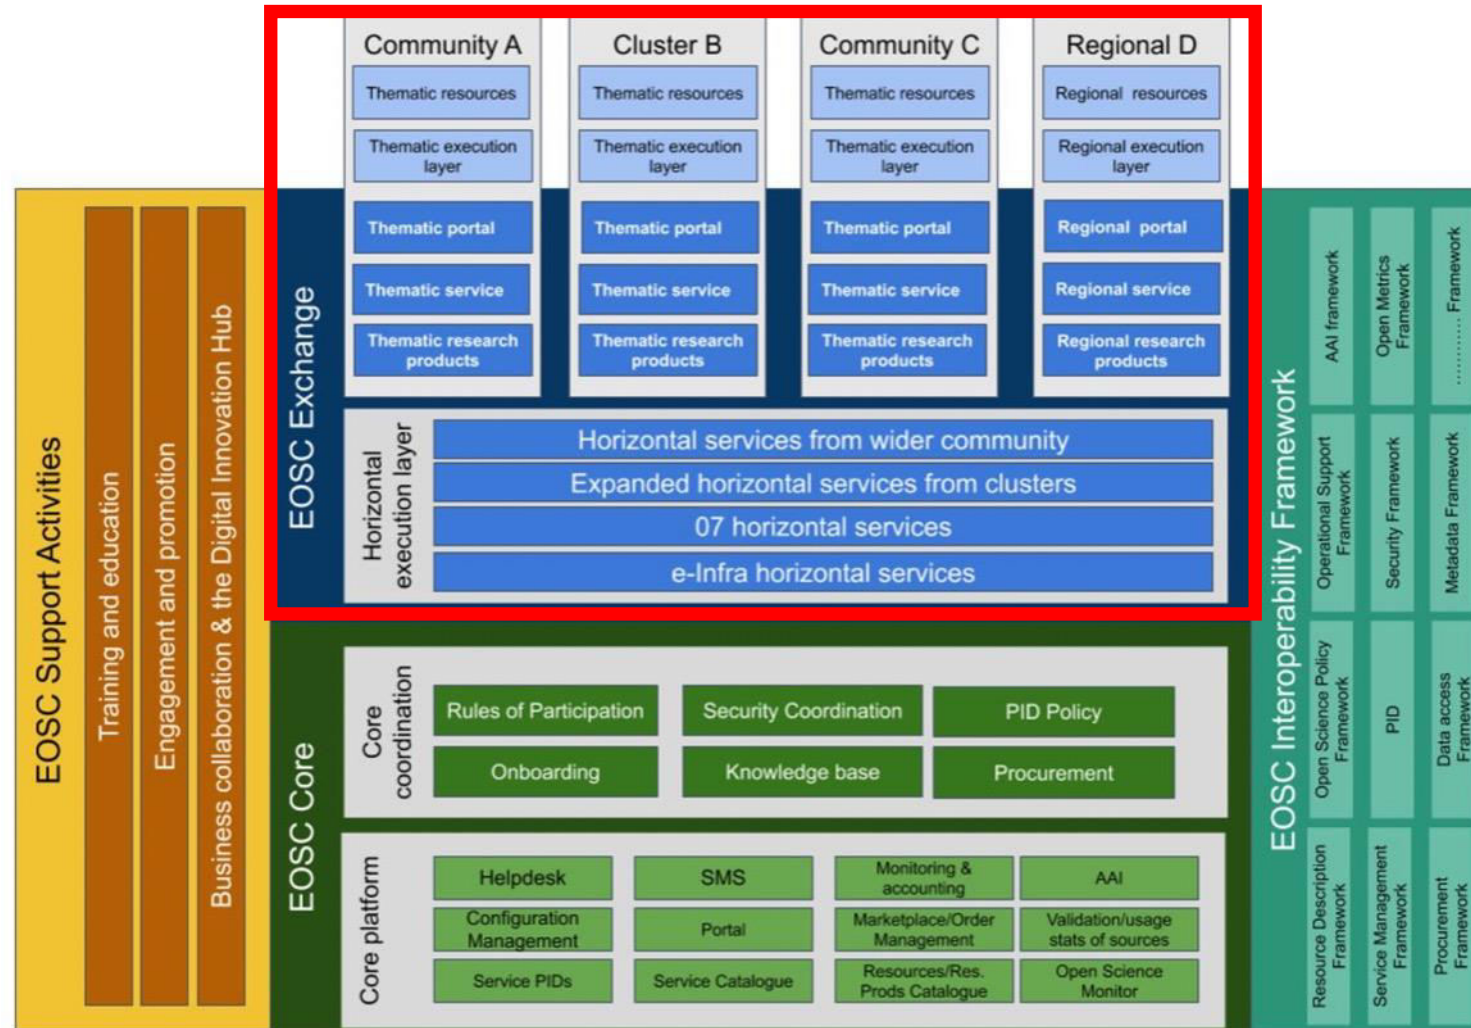 Community A
Thematic resources
Thematic execution
layer
Thematic portal
Thematic service
Thematic research
products
Cluster B
Thematic resources
Thematic execution
layer
Thematic portal
Thematic service
Thematic research
products
Community C
Thematic resources
Thematic execution
layer
Thematic portal
Thematic service
Thematic research
products
Regional D
Regional resources
Regional execution
layer
Regional portal
Regional service
Regional research
products
EOSC Support Activities
Training and education
Engagement and promotion
Business collaboration & the Digital Innovation Hub
EOSC Exchange
Horizontal
execution layer
Horizontal services from wider community
Expanded horizontal services from clusters
07 horizontal services
e-Infra horizontal services
EOSC Core
Core
coordination
Rules of Participation
Security Coordination
PID Policy
Onboarding
Knowledge base
Procurement
Core platform
Helpdesk
SMS
Monitoring &
accounting
AAI
Configuration
Management
Portal
Marketplace/Order
Management
Validation/usage
stats of sources
Service PIDs
Service Catalogue
Resources/Res.
Prods Catalogue
Open Science
Monitor
EOSC Interoperability Framework
AAI framework
Open Metrics
Framework
............ Framework
Operational Support
Framework
Security Framework
Metadata Framework
Open Science Policy
Framework
PID
Data access
Framework
Resource Description
Framework
Service Management
Framework
Procurement
Framework